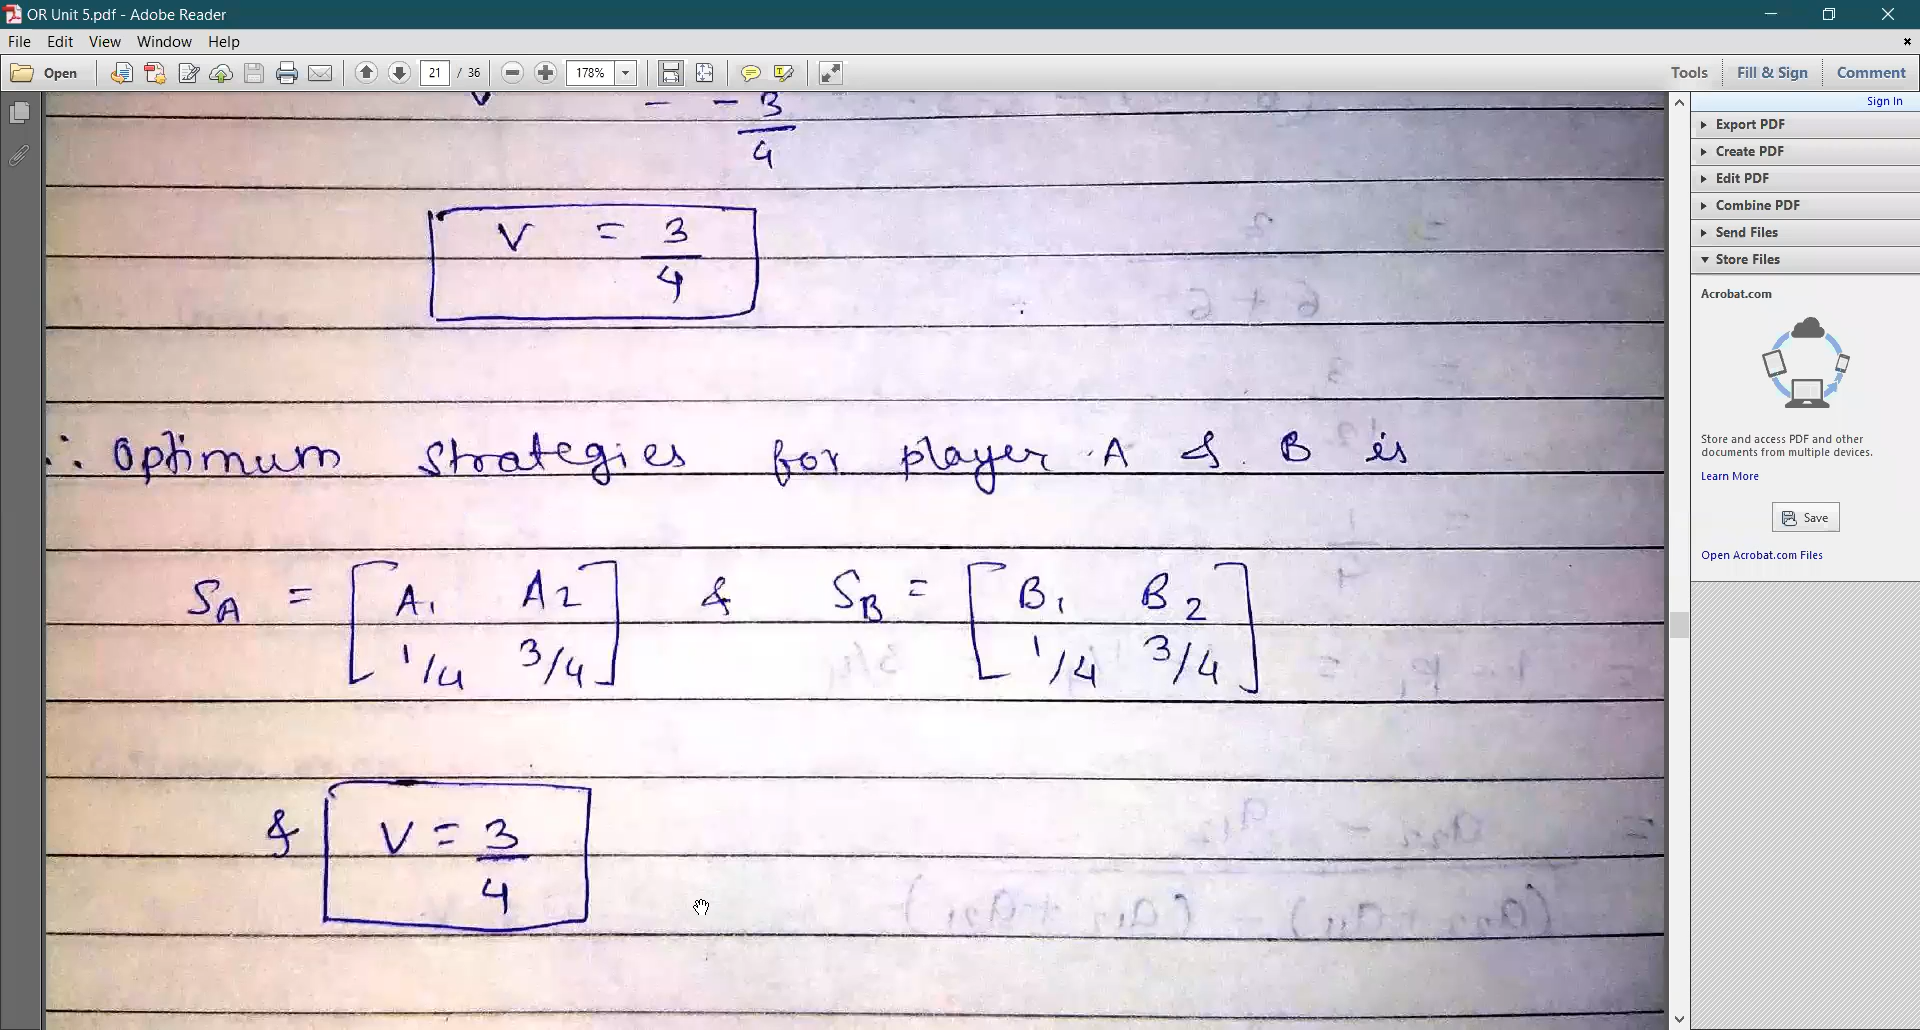 OR Unit 5.pdf - Adobe Reader
File Edit View Window Help
Open 21 / 36 178% Tools Fill & Sign Comment
Sign In
Export PDF
Create PDF
Edit PDF
Combine PDF
Send Files
Store Files
Acrobat.com
Store and access PDF and other
documents from multiple devices.
Learn More
Save
Open Acrobat.com Files
V - - 3/4
V = 3/4
∴ Optimum strategies for player A & B is
SA = [A1 A2 & SB = [B1 B2
1/4 3/4] 1/4 3/4]
& V = 3/4